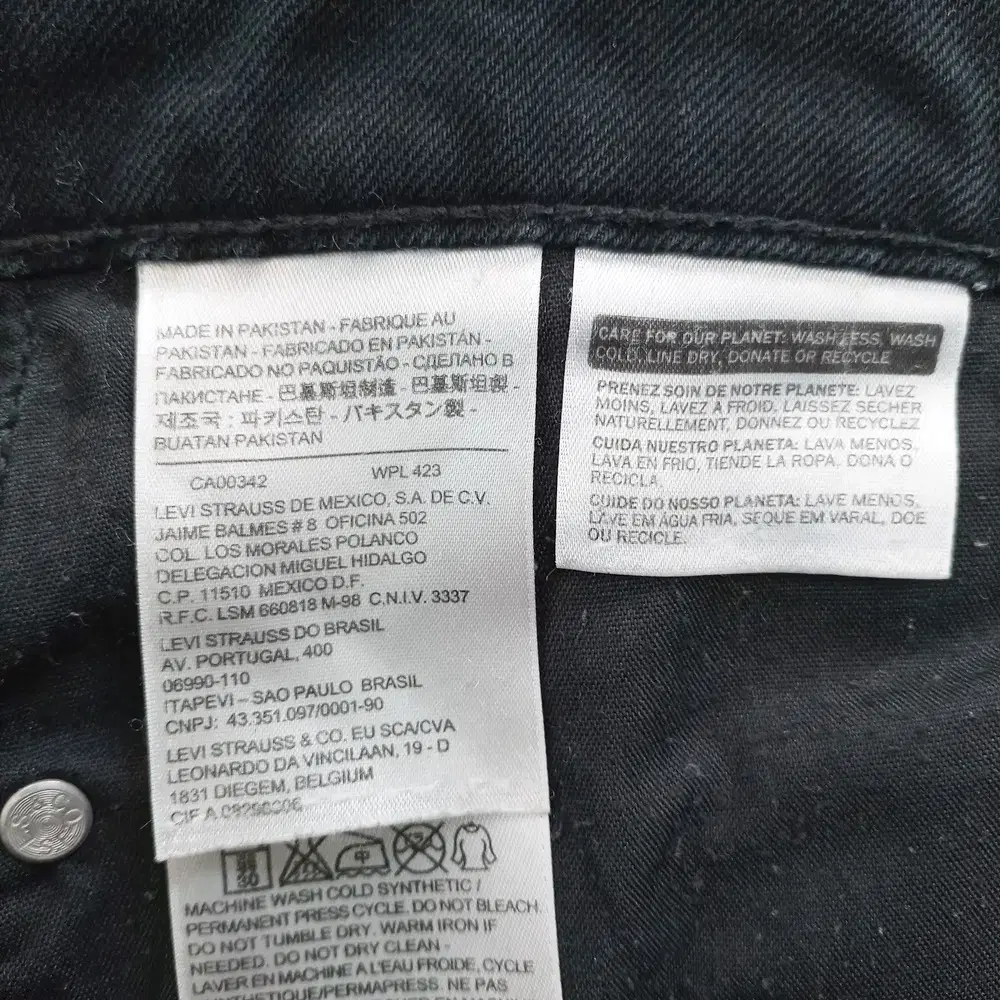 MADE IN PAKISTAN - FABRIQUE AU
PAKISTAN - FABRICADO EN PAKISTÁN -
FABRICADO NO PAQUISTÃO - СДЕЛАНО В
ПАКИСТАНЕ - 巴基斯坦制造 - 巴基斯坦製 -
제조국 : 파키스탄 - パキスタン製 -
BUATAN PAKISTAN
CA00342 WPL 423
LEVI STRAUSS DE MEXICO, S.A. DE C.V.
JAIME BALMES # 8 OFICINA 502
COL. LOS MORALES POLANCO
DELEGACION MIGUEL HIDALGO
C.P. 11510 MEXICO D.F.
R.F.C. LSM 660818 M-98 C.N.I.V. 3337
LEVI STRAUSS DO BRASIL
AV. PORTUGAL, 400
06990-110
ITAPEVI – SAO PAULO BRASIL
CNPJ: 43.351.097/0001-90
LEVI STRAUSS & CO. EU SCA/CVA
LEONARDO DA VINCILAAN, 19 - D
1831 DIEGEM, BELGIUM
CIF A
30
中
MACHINE WASH COLD SYNTHETIC /
PERMANENT PRESS CYCLE. DO NOT BLEACH.
DO NOT TUMBLE DRY. WARM IRON IF
NEEDED. DO NOT DRY CLEAN -
LAVER EN MACHINE A L'EAU FROIDE, CYCLE
SYNTHETIQUE/PERMAPRESS. NE PAS
CARE FOR OUR PLANET: WASH LESS, WASH
COLD, LINE DRY, DONATE OR RECYCLE
PRENEZ SOIN DE NOTRE PLANETE: LAVEZ
MOINS, LAVEZ A FROID, LAISSEZ SECHER
NATURELLEMENT, DONNEZ OU RECYCLEZ
CUIDA NUESTRO PLANETA: LAVA MENOS,
LAVA EN FRIO, TIENDE LA ROPA, DONA O
RECICLA.
CUIDE DO NOSSO PLANETA: LAVE MENOS,
LAVE EM ÁGUA FRIA, SEQUE EM VARAL, DOE
OU RECICLE.